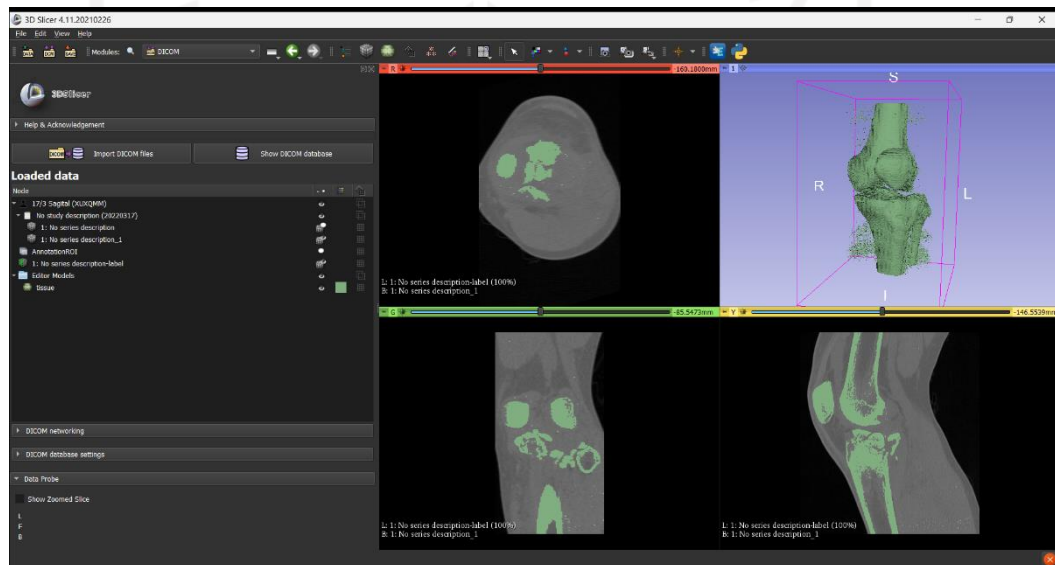 3D Slicer 4.11.20210226
File Edit View Help
Modules: DICOM
3DSlicer
Help & Acknowledgement
Import DICOM files Show DICOM database
Loaded data
Node
17/3 Sagital (XUXQMM)
No study description (20220317)
1: No series description
1: No series description_1
AnnotationROI
1: No series description-label
Editor Models
tissue
DICOM networking
DICOM database settings
Data Probe
Show Zoomed Slice
L
F
B
R 160.1800mm
L: 1: No series description-label (100%)
B: 1: No series description_1
1
S
R
L
I
G -85.5473mm
L: 1: No series description-label (100%)
B: 1: No series description_1
Y -146.5539mm
L: 1: No series description-label (100%)
B: 1: No series description_1